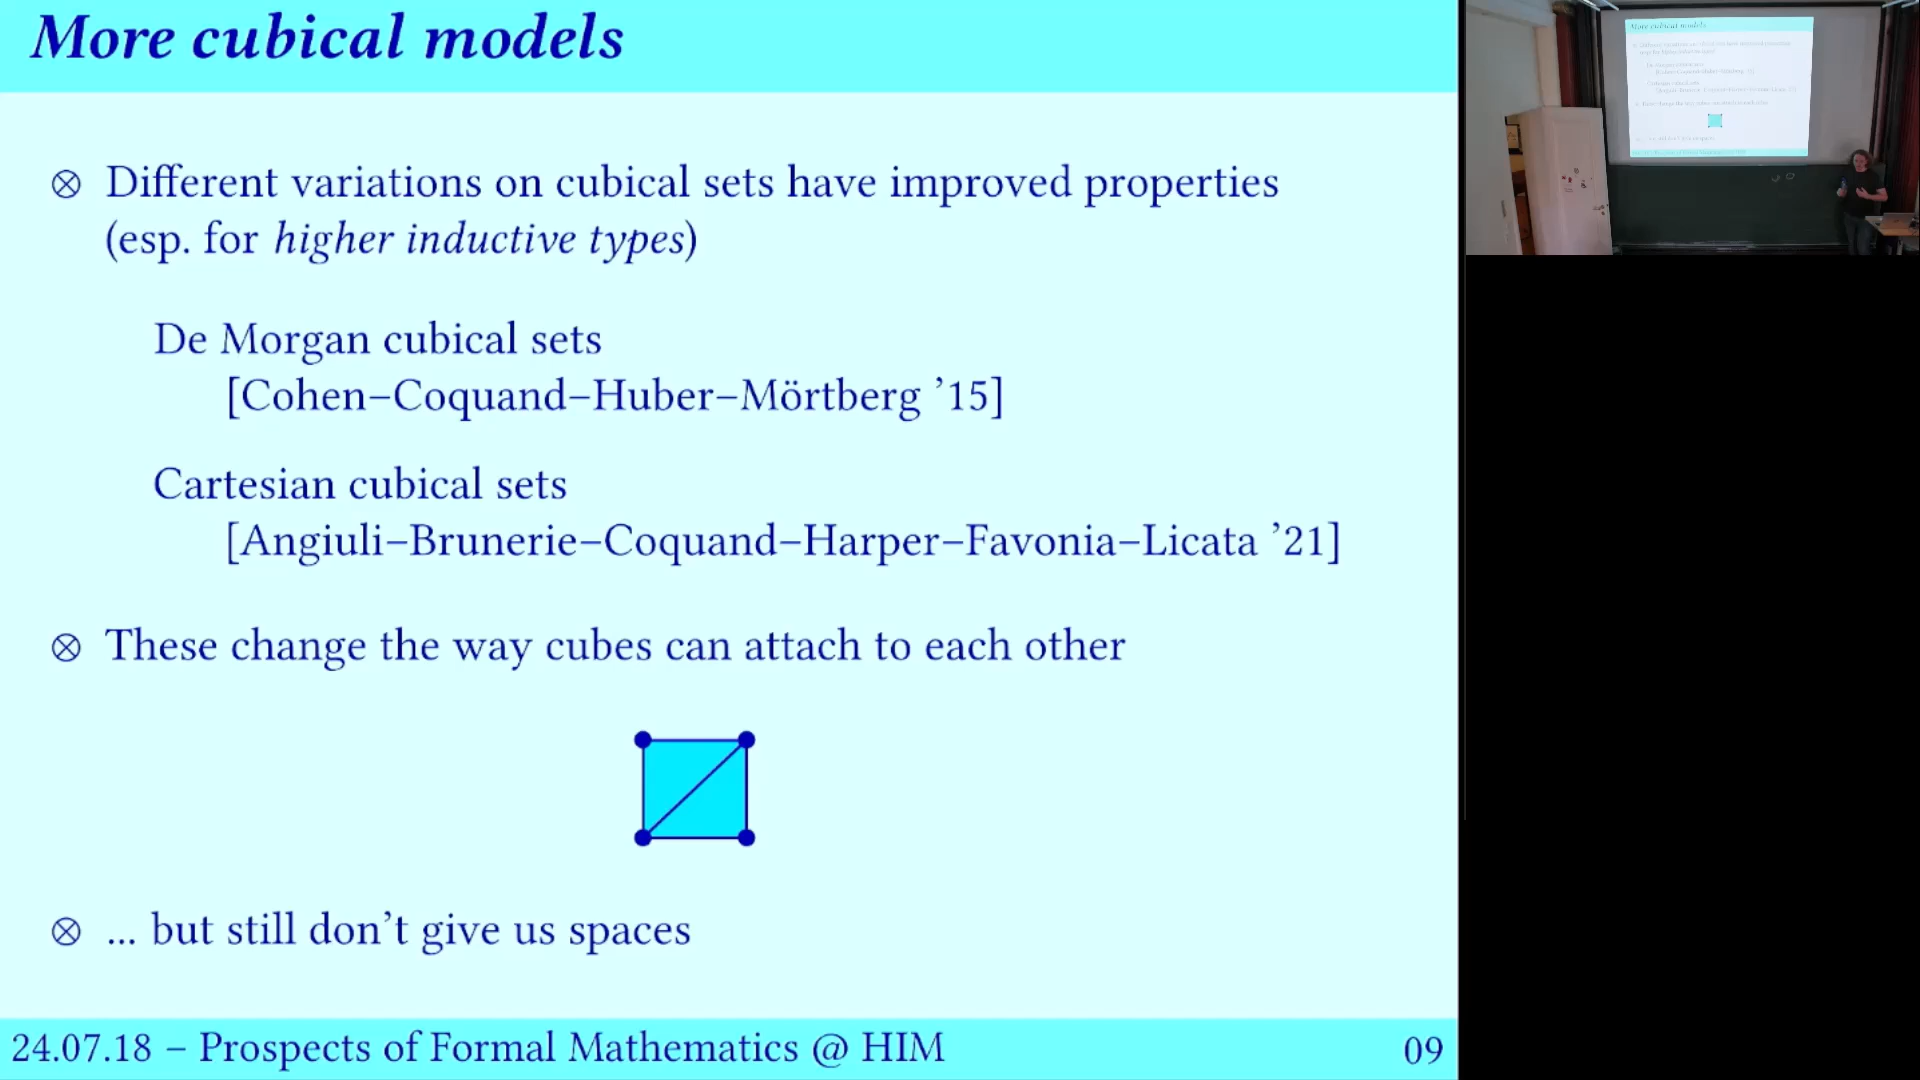 More cubical models
⊗ Different variations on cubical sets have improved properties
(esp. for higher inductive types)
De Morgan cubical sets
[Cohen–Coquand–Huber–Mörtberg ’15]
Cartesian cubical sets
[Angiuli–Brunerie–Coquand–Harper–Favonia–Licata ’21]
⊗ These change the way cubes can attach to each other
⊗ ... but still don’t give us spaces
24.07.18 – Prospects of Formal Mathematics @ HIM
09
More cubical models